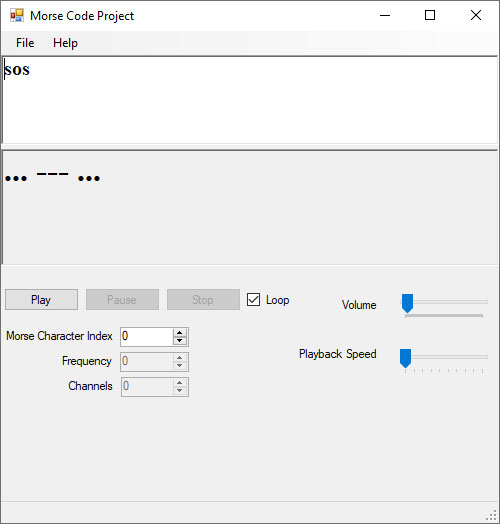 Morse Code Project
File Help
sos
... --- ...
Play Pause Stop Loop Volume
Morse Character Index 0
Playback Speed
Frequency 0
Channels 0